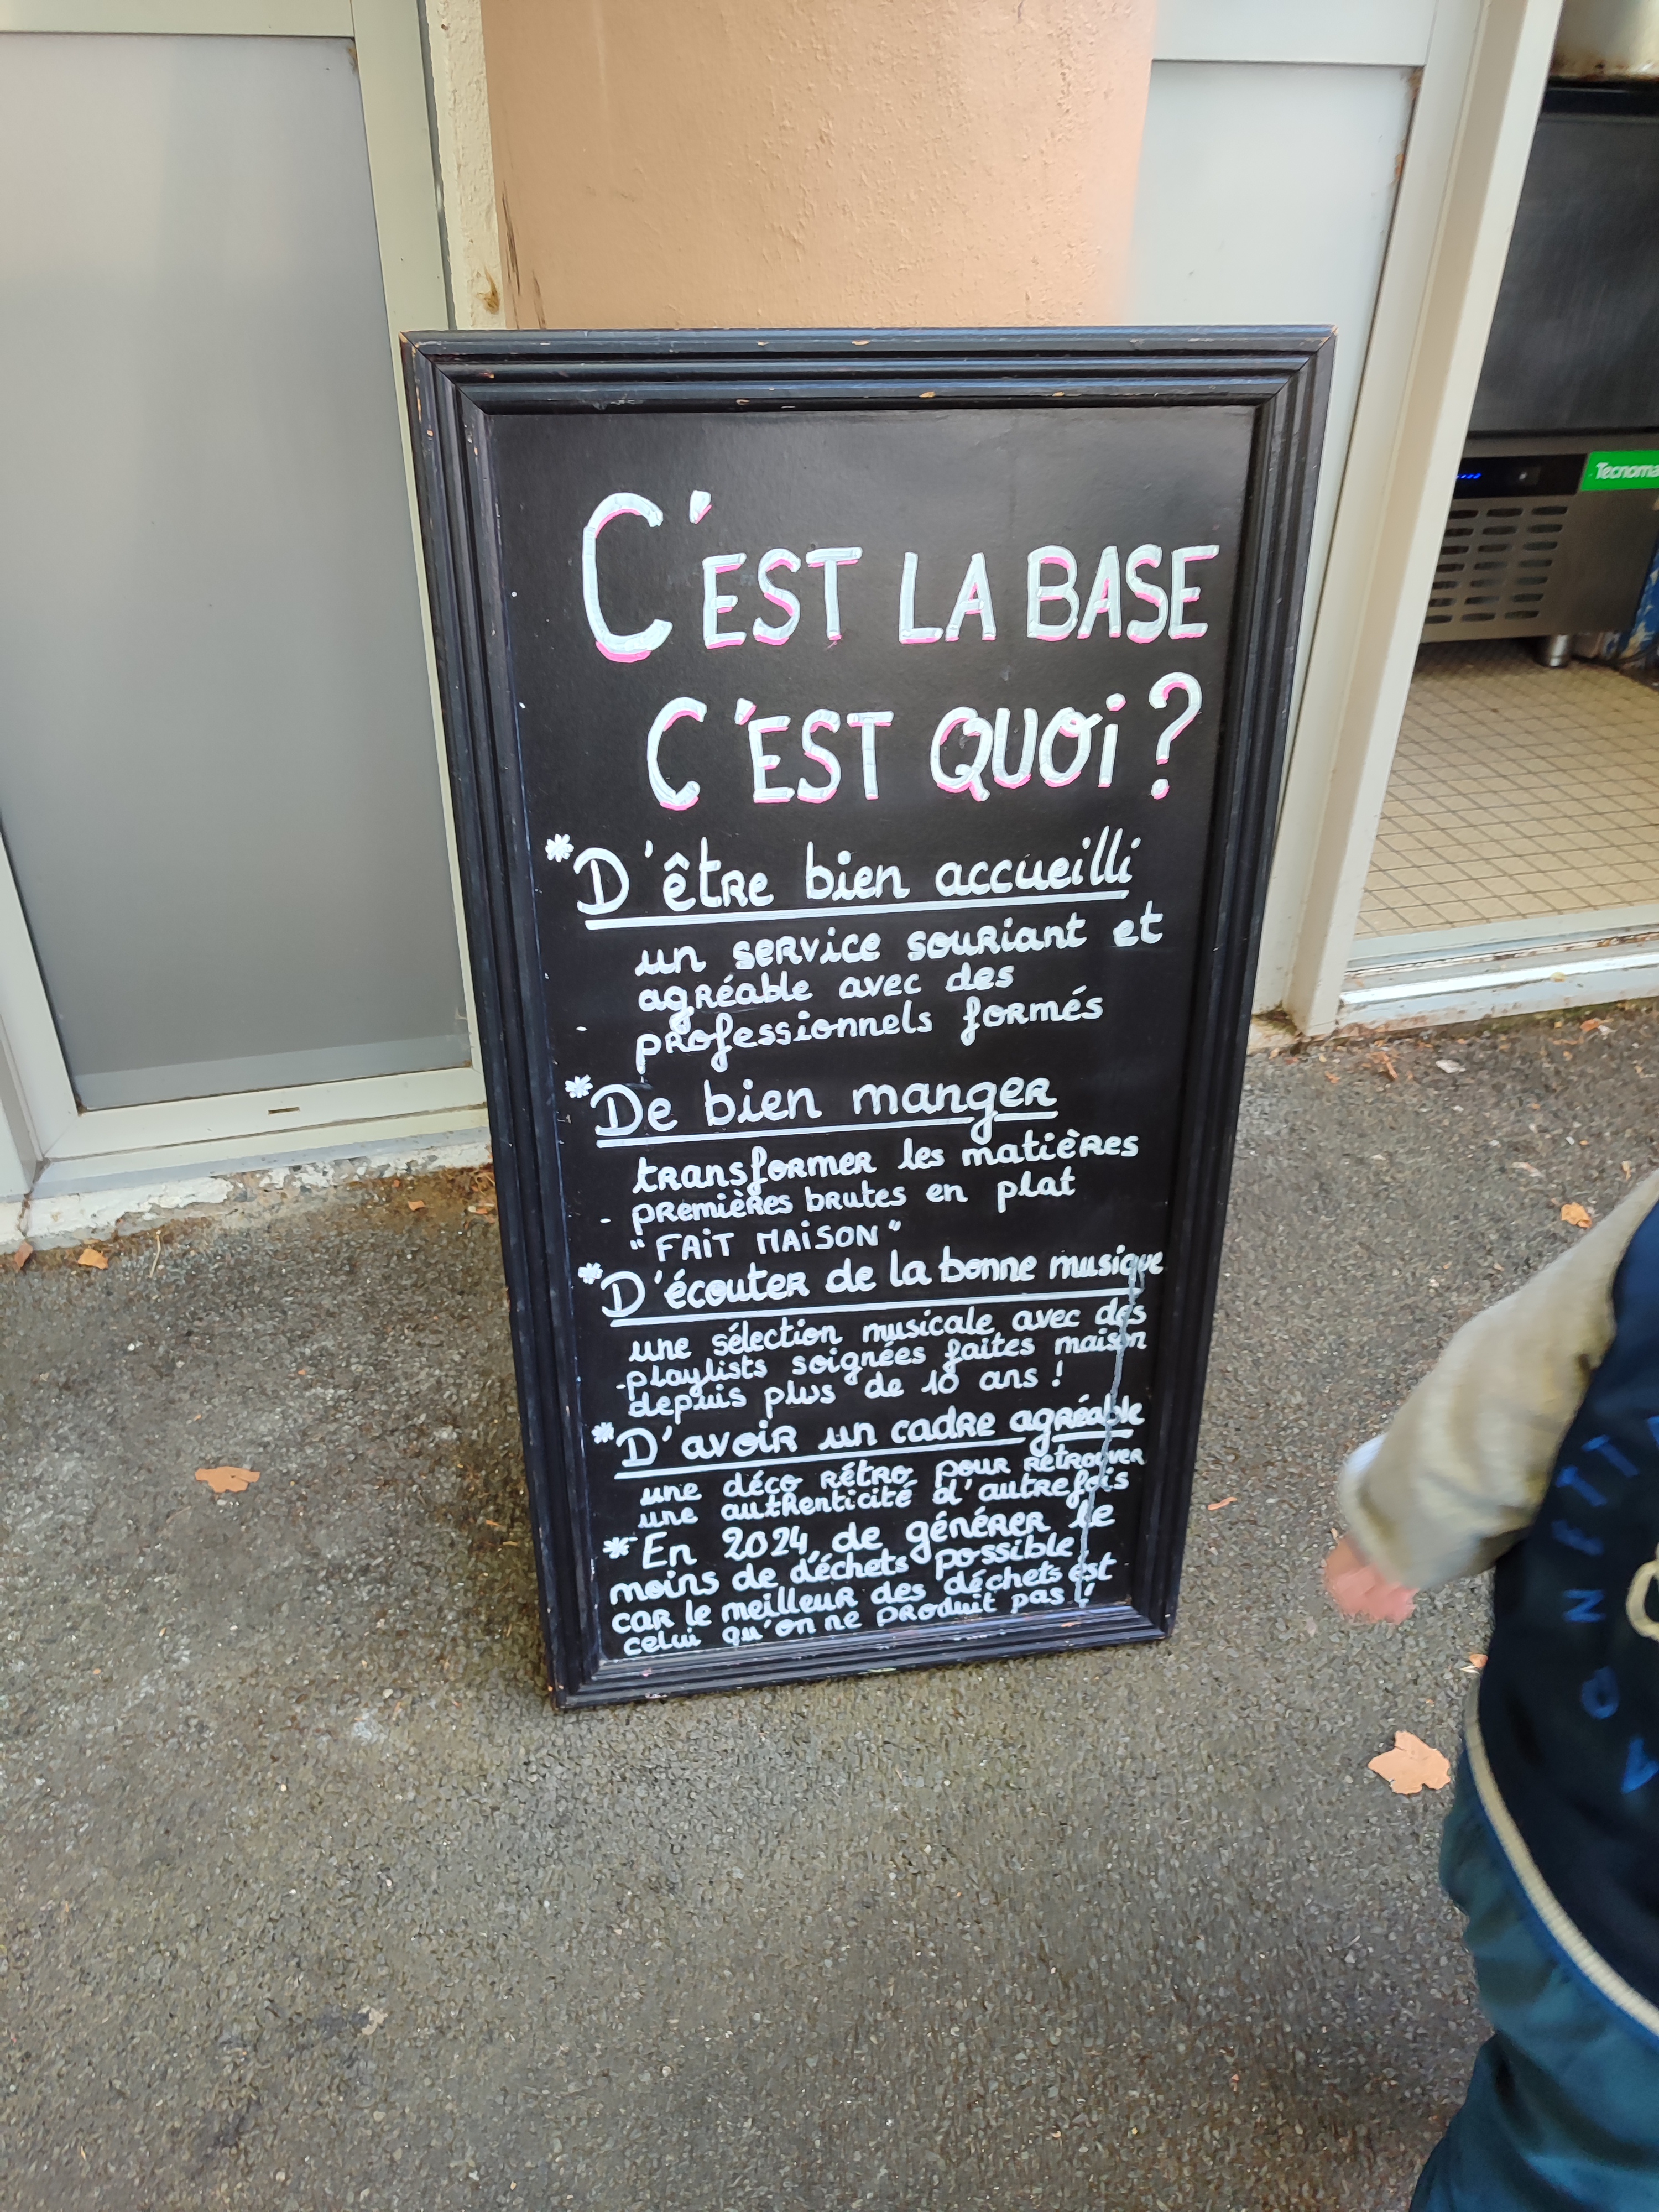 C'EST LA BASE
C'EST QUOI ?
* D'être bien accueilli
un service souriant et
agréable avec des
- professionnels formés
* De bien manger
transformer les matières
- premières brutes en plat
"FAIT MAISON"
* D'écouter de la bonne musique
une sélection musicale avec des
- playlists soignées faites maison
depuis plus de 10 ans !
* D'avoir un cadre agréable
une déco rétro pour retrouver
une authenticité d'autrefois
* En 2024, de générer le
moins de déchets possible
car le meilleur des déchets est
celui qu'on ne produit pas !